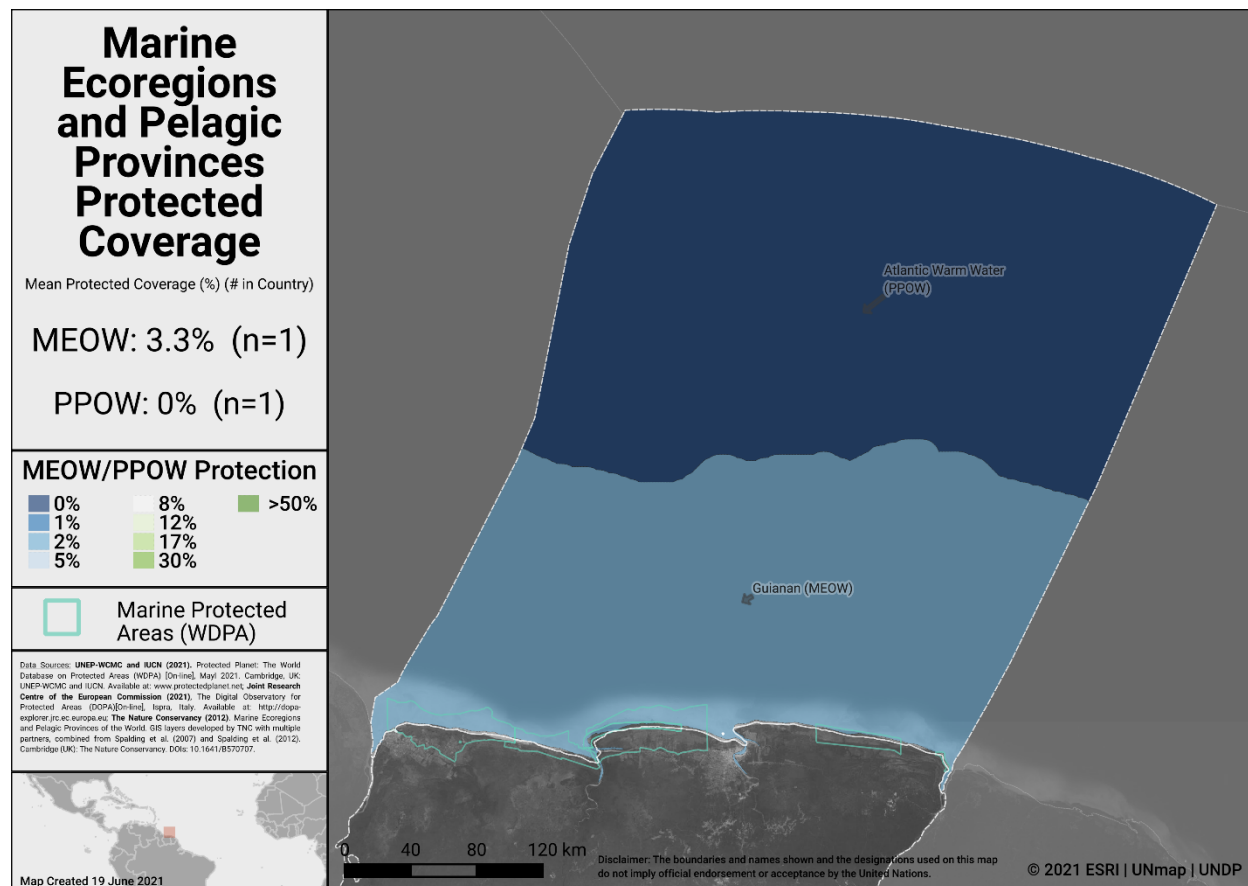 Marine
Ecoregions
and Pelagic
Provinces
Protected
Coverage
Mean Protected Coverage (%) (# in Country)
MEOW: 3.3% (n=1)
PPOW: 0% (n=1)
MEOW/PPOW Protection
0% 8% >50%
1% 12%
2% 17%
5% 30%
Marine Protected
Areas (WDPA)
Data Sources: UNEP-WCMC and IUCN (2021). Protected Planet: The World
Database on Protected Areas (WDPA) [On-line], Mayl 2021. Cambridge, UK:
UNEP-WCMC and IUCN. Available at: www.protectedplanet.net; Joint Research
Centre of the European Commission (2021), The Digital Observatory for
Protected Areas (DOPA)[On-line], Ispra, Italy. Available at: http://dopa-
explorer.jrc.ec.europa.eu; The Nature Conservancy (2012). Marine Ecoregions
and Pelagic Provinces of the World. GIS layers developed by TNC with multiple
partners, combined from Spalding et al. (2007) and Spalding et al. (2012).
Cambridge (UK): The Nature Conservancy. DOIs: 10.1641/B570707.
Map Created 19 June 2021
Atlantic Warm Water
(PPOW)
Guianan (MEOW)
0 40 80 120 km
Disclaimer: The boundaries and names shown and the designations used on this map
do not imply official endorsement or acceptance by the United Nations.
© 2021 ESRI | UNmap | UNDP